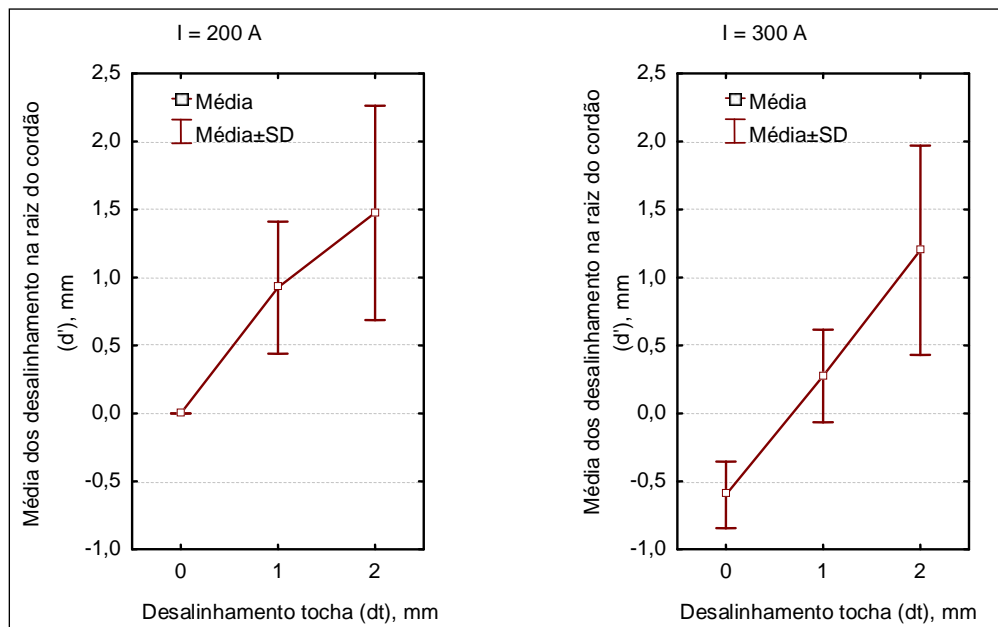 I = 200 A
Média dos desalinhamento na raiz do cordão
(d'), mm
2,5
2,0
1,5
1,0
0,5
0,0
-0,5
-1,0
Média
Média±SD
0 1 2
Desalinhamento tocha (dt), mm
I = 300 A
Média dos desalinhamento na raiz do cordão
(d'), mm
2,5
2,0
1,5
1,0
0,5
0,0
-0,5
-1,0
Média
Média±SD
0 1 2
Desalinhamento tocha (dt), mm